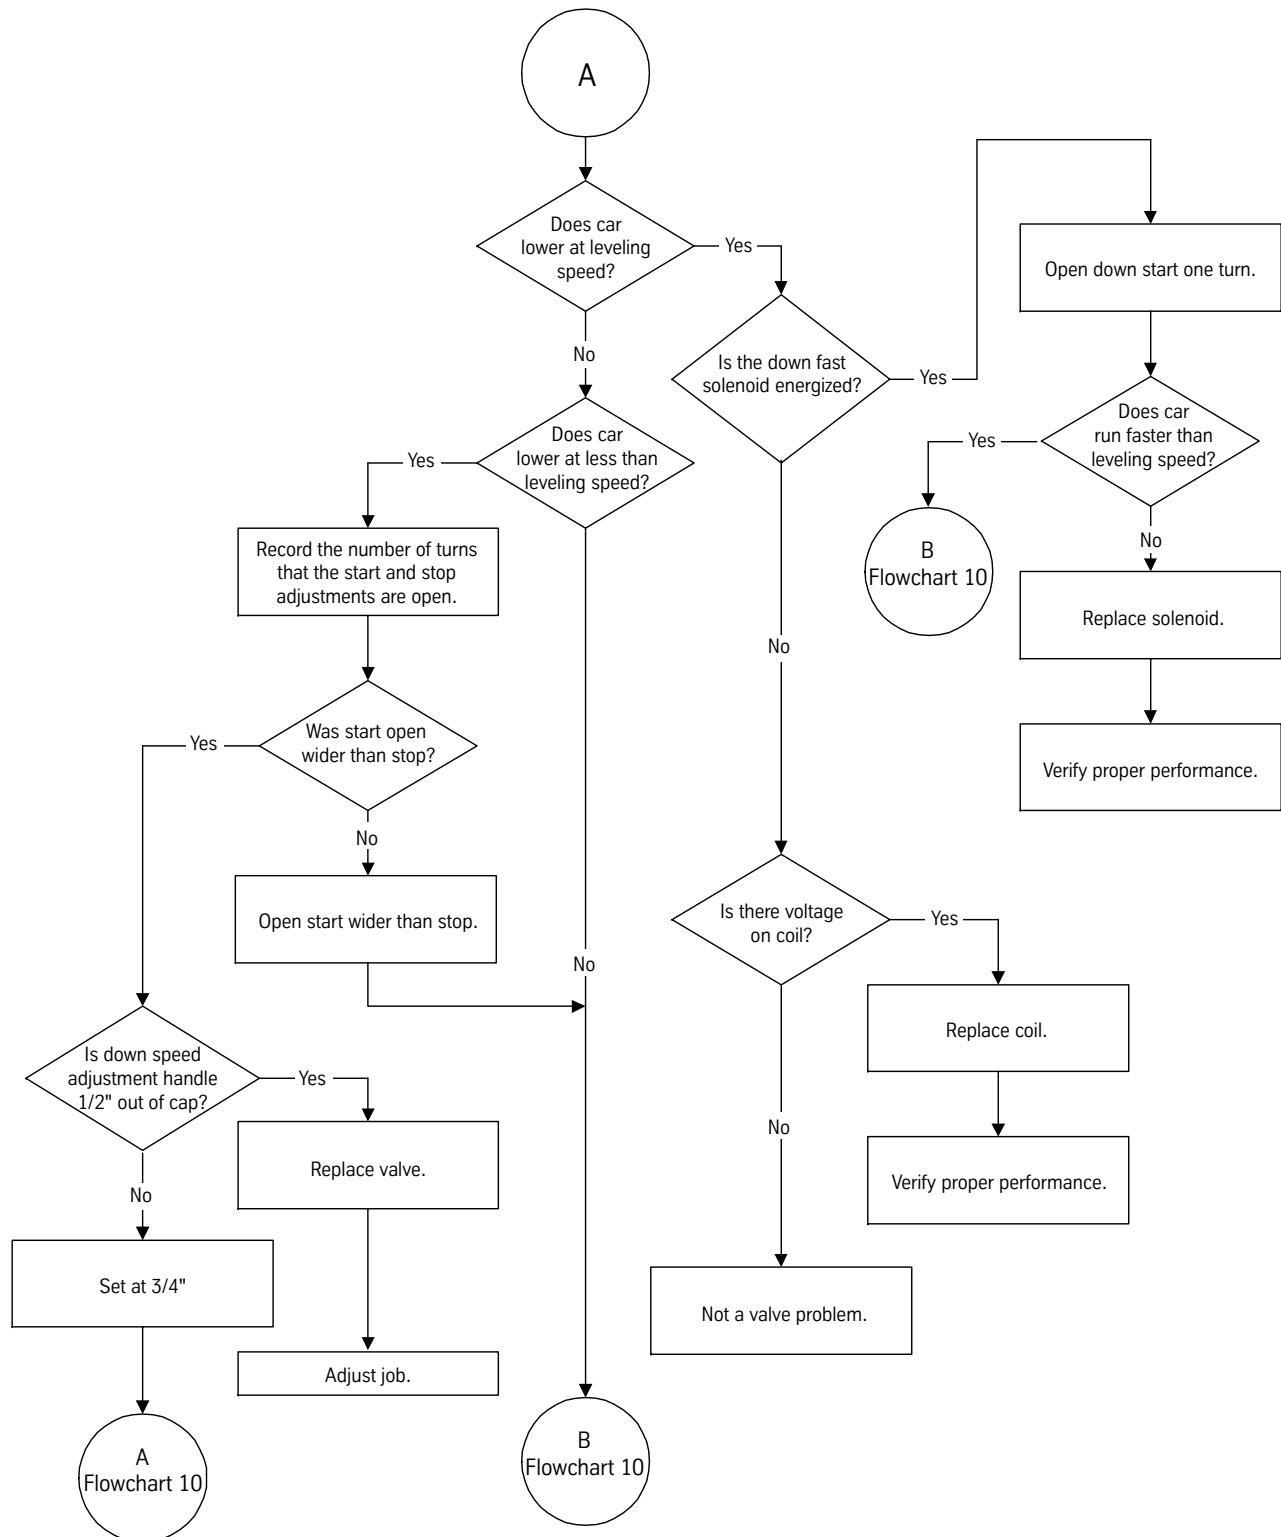 A
Does car
lower at leveling
speed?
Yes
No
Is the down fast
solenoid energized?
Yes
Open down start one turn.
Does car
run faster than
leveling speed?
Yes
B
Flowchart 10
No
Replace solenoid.
Verify proper performance.
Does car
lower at less than
leveling speed?
Yes
Record the number of turns
that the start and stop
adjustments are open.
Was start open
wider than stop?
Yes
No
Open start wider than stop.
No
No
Is there voltage
on coil?
Yes
Replace coil.
Verify proper performance.
No
Not a valve problem.
Is down speed
adjustment handle
1/2" out of cap?
Yes
Replace valve.
Adjust job.
No
Set at 3/4"
A
Flowchart 10
B
Flowchart 10